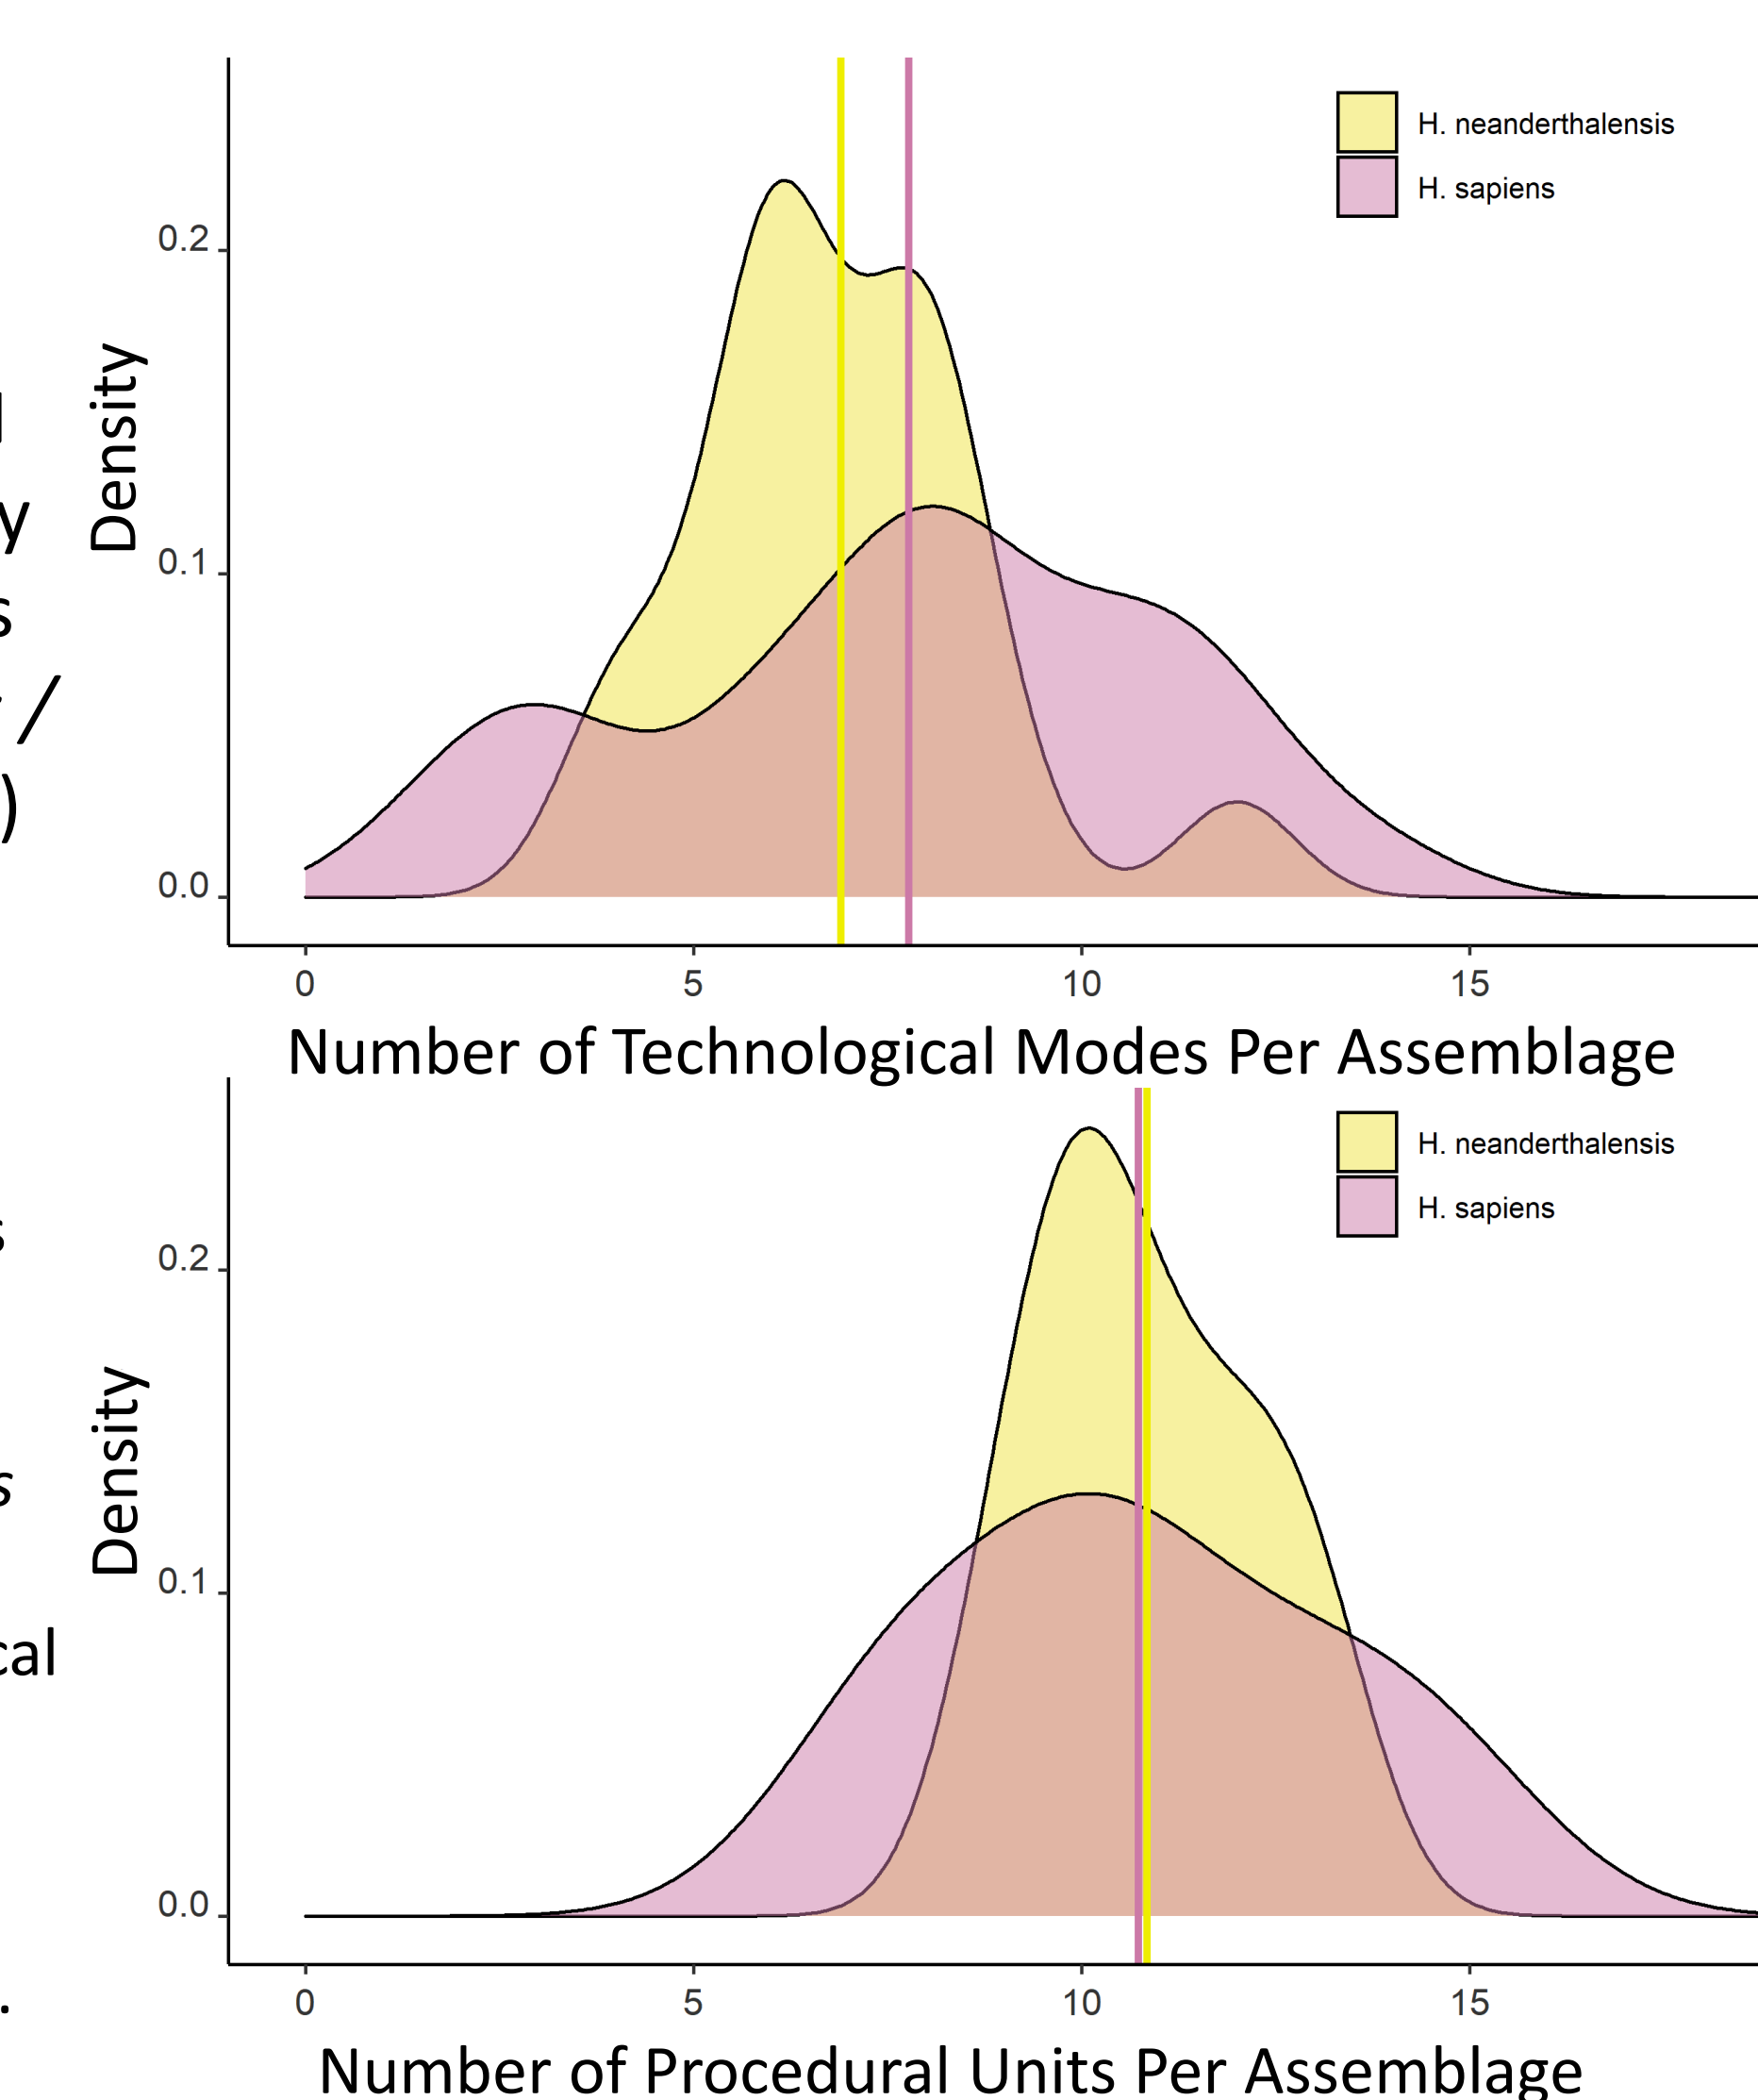 H. neanderthalensis
H. sapiens
0.2
0.1
0.0
Density
y
s
/
)
0 5 10 15
Number of Technological Modes Per Assemblage
H. neanderthalensis
H. sapiens
0.2
0.1
0.0
Density
s
s
cal
.
0 5 10 15
Number of Procedural Units Per Assemblage